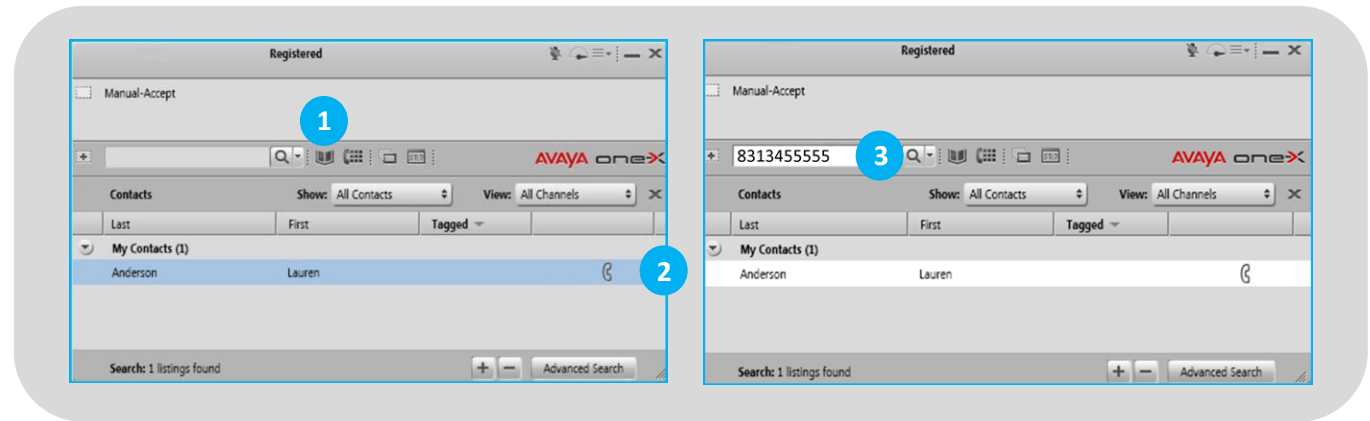 Registered
Manual-Accept
1
AVAYA one-X
Contacts Show: All Contacts View: All Channels
Last First Tagged
My Contacts (1)
Anderson Lauren
2
Search: 1 listings found + − Advanced Search
Registered
Manual-Accept
8313455555 3
AVAYA one-X
Contacts Show: All Contacts View: All Channels
Last First Tagged
My Contacts (1)
Anderson Lauren
Search: 1 listings found + − Advanced Search